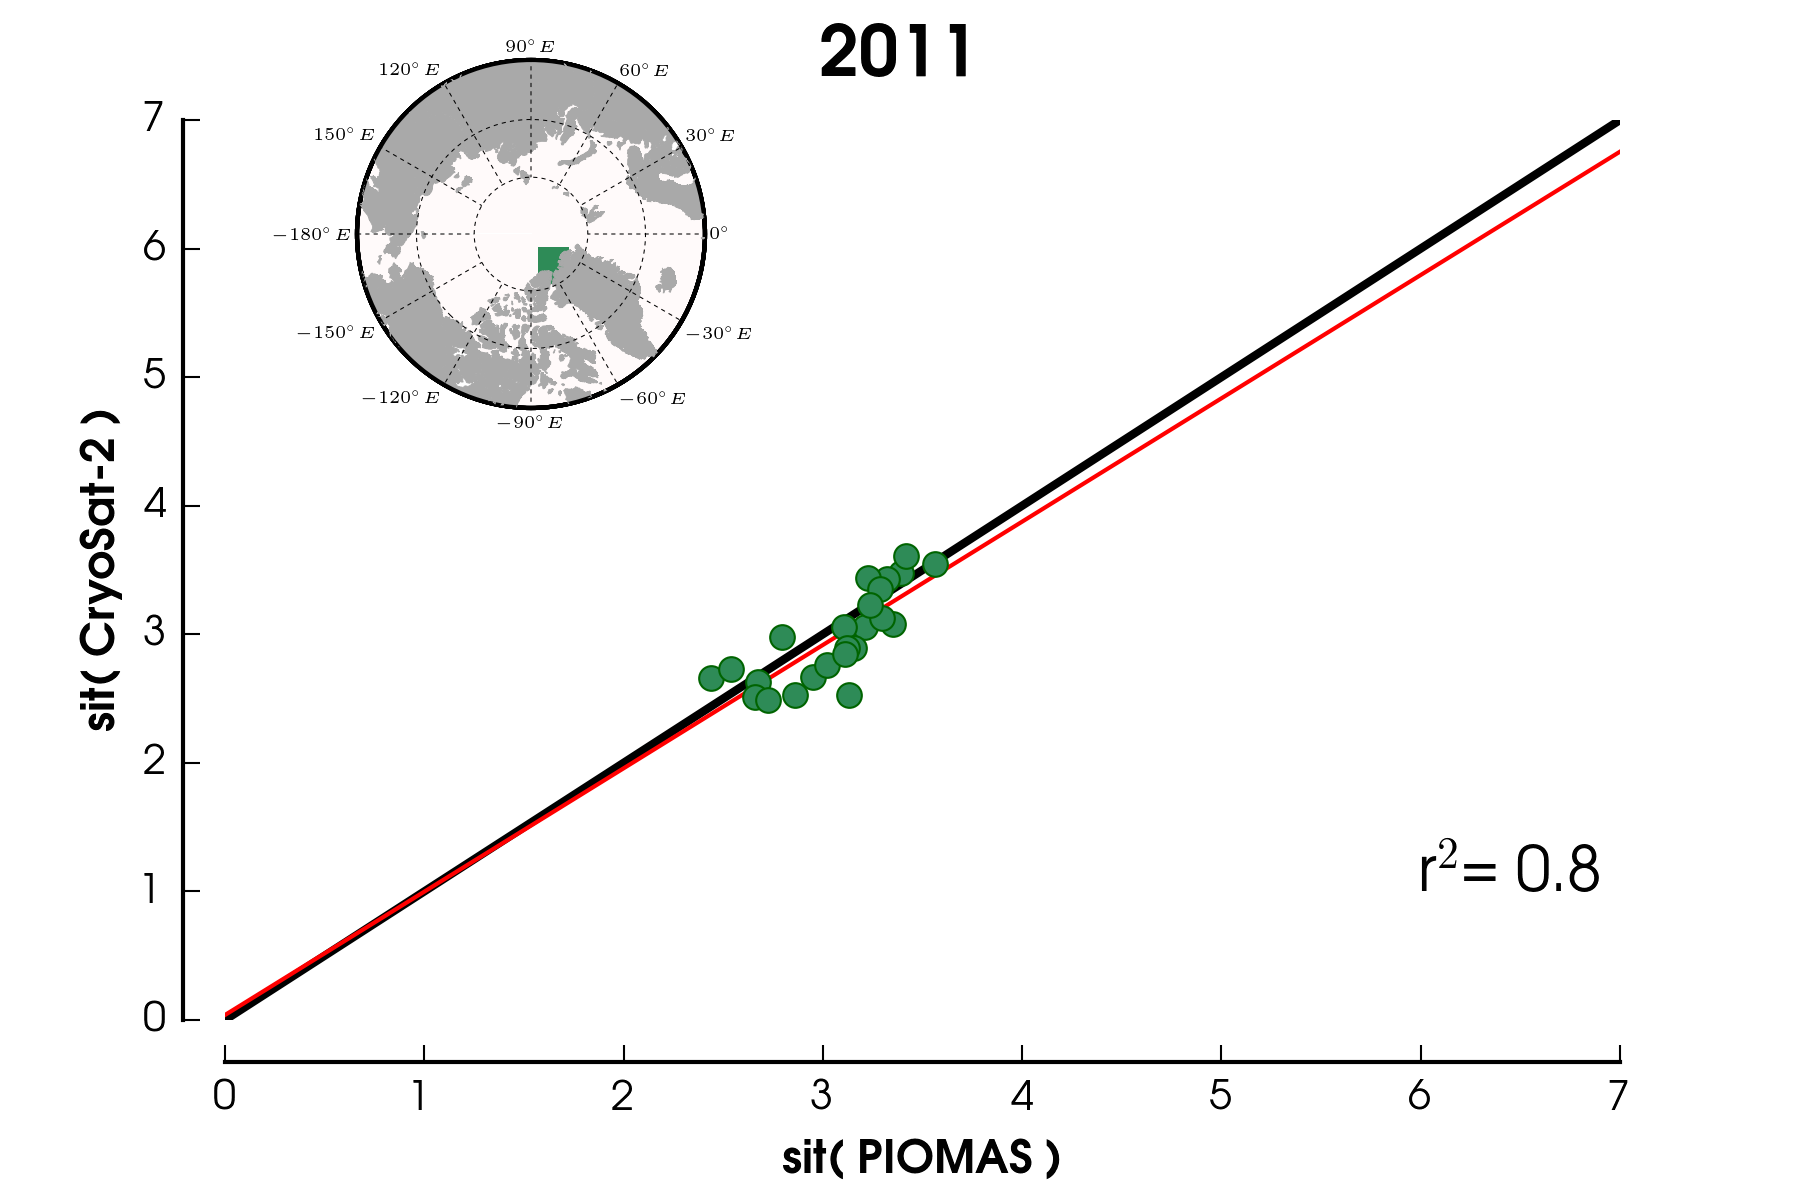 2011
90° E
120° E
60° E
150° E
30° E
−180° E
0°
−150° E
−30° E
−120° E
−60° E
−90° E
7
6
5
4
3
2
1
0
sit( CryoSat-2 )
r²= 0.8
0 1 2 3 4 5 6 7
sit( PIOMAS )